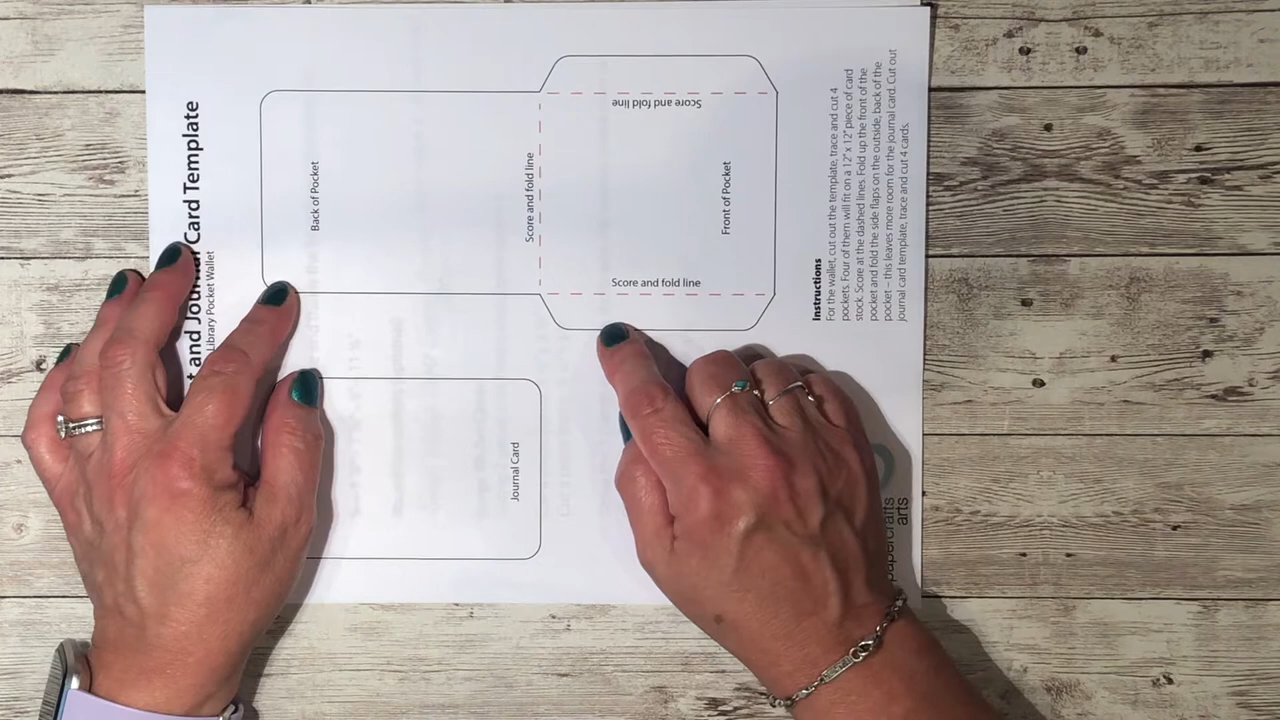 t and Journal Card Template
Library Pocket Wallet
Back of Pocket
Score and fold line
Score and fold line
Score and fold line
Front of Pocket
Journal Card
Instructions
For the wallet, cut out the template, trace and cut 4
pockets. Four of them will fit on a 12" x 12" piece of card
stock. Score at the dashed lines. Fold up the front of the
pocket and fold the side flaps on the outside, back of the
pocket – this leaves more room for the journal card. Cut out
journal card template, trace and cut 4 cards.
papercrafts
arts